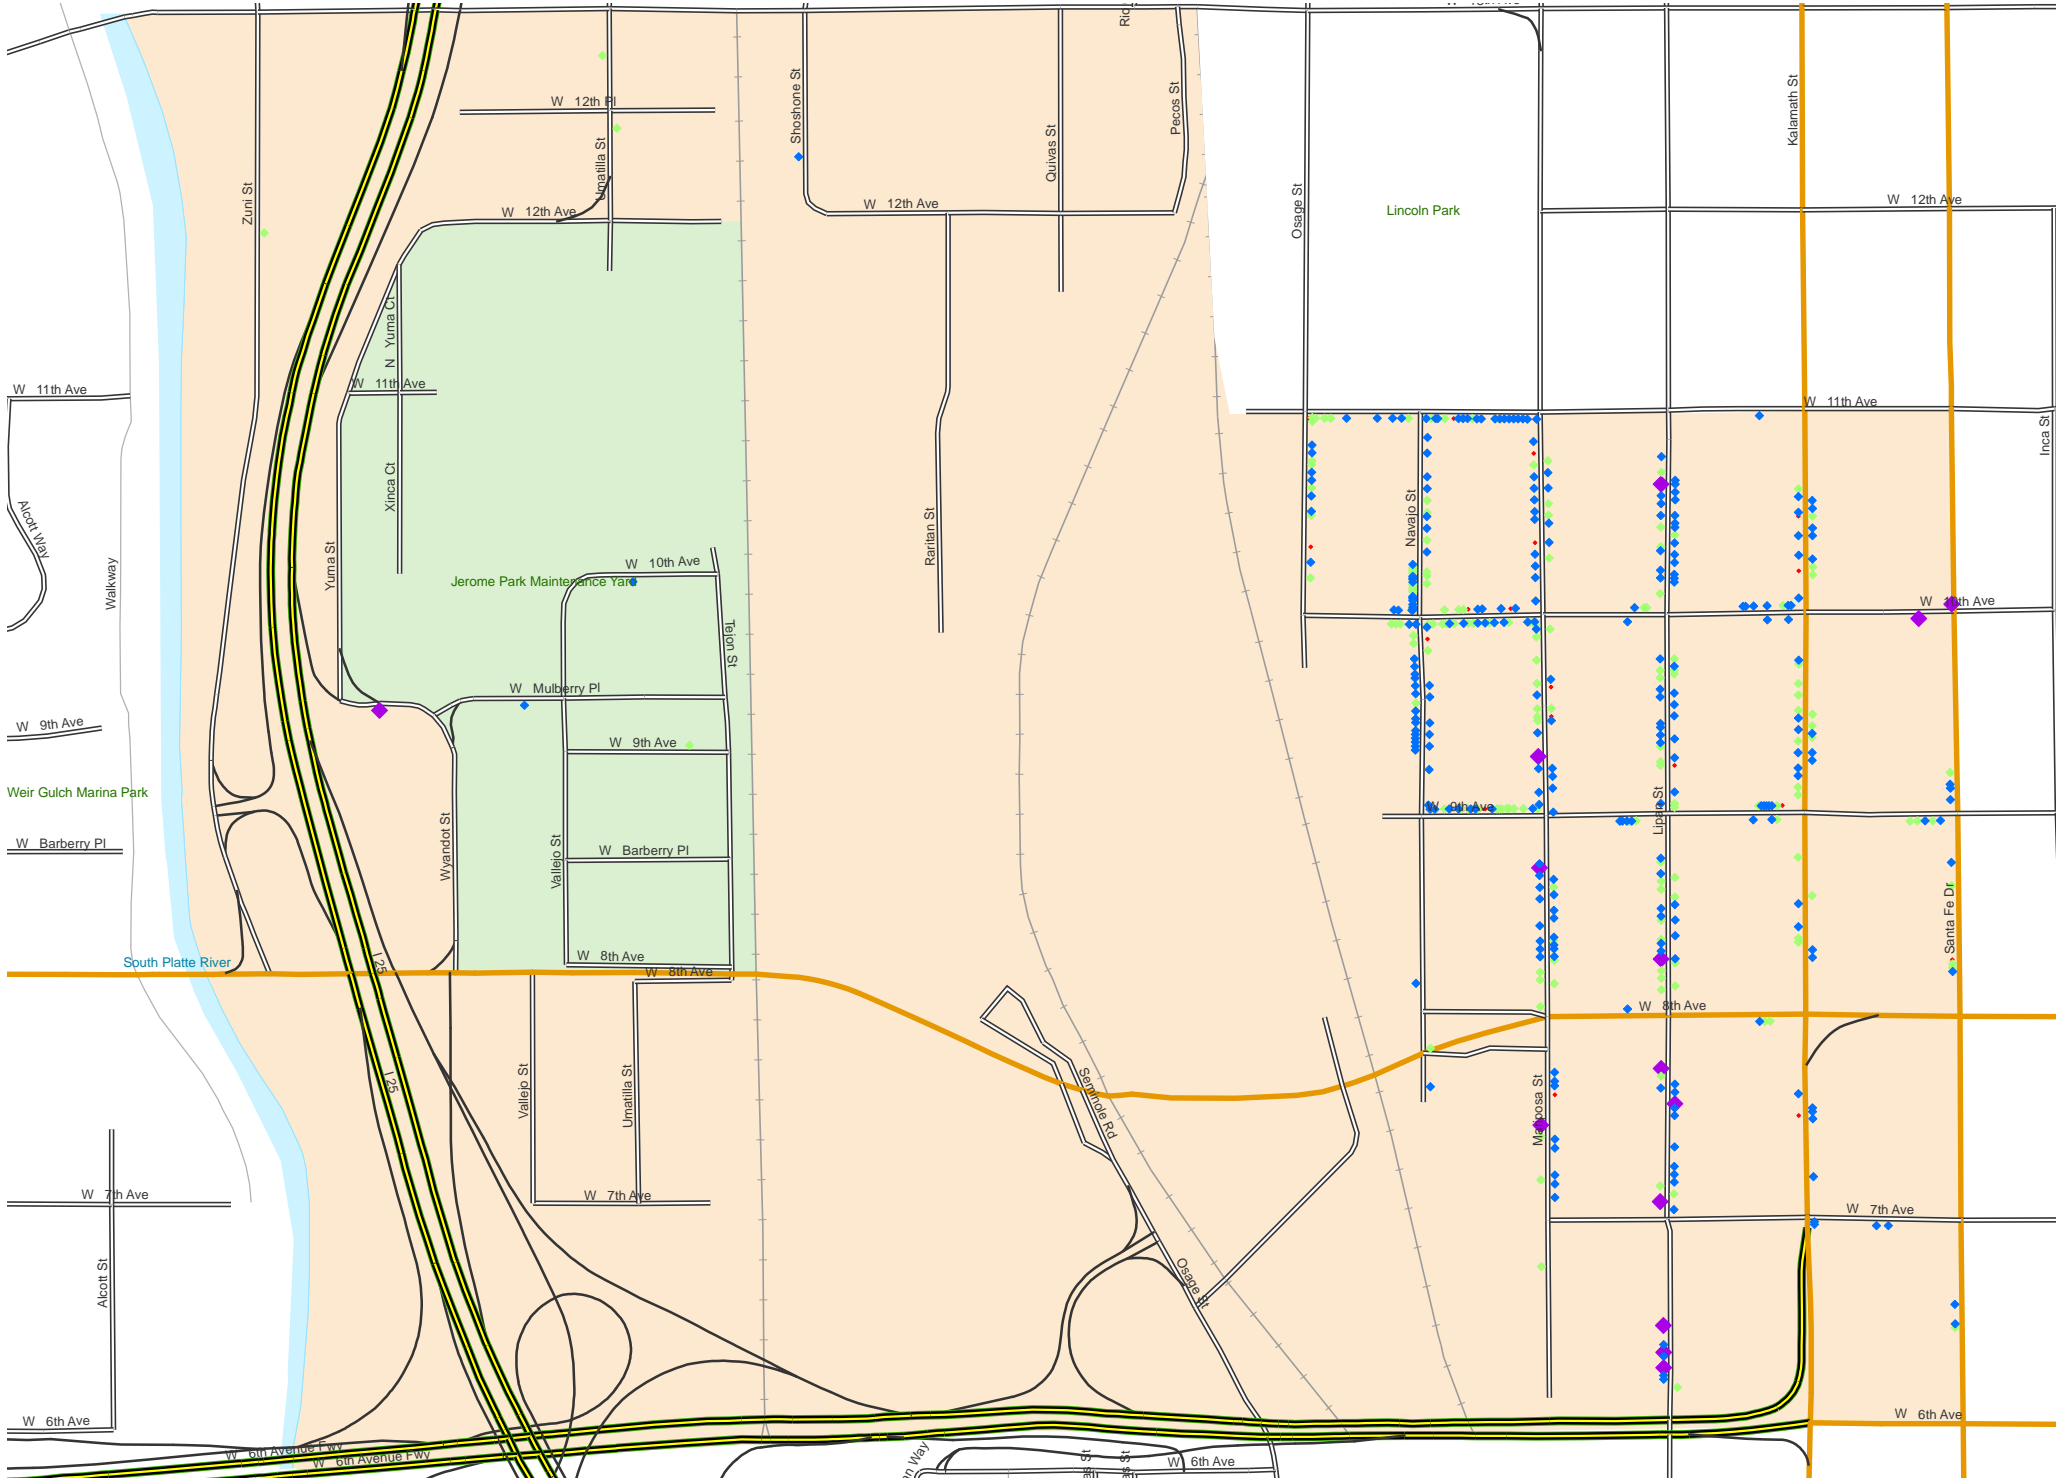 Rio
Shoshone St
Kalamath St
Pecos St
W 12th Pl
Umatilla St
Quivas St
Zuni St
Osage St
W 12th Ave
W 12th Ave
Lincoln Park
W 12th Ave
N Yuma Ct
W 11th Ave
W 11th Ave
W 11th Ave
Inca St
Xinca Ct
Navajo St
Alcott Way
Raritan St
Yuma St
Walkway
W 10th Ave
Jerome Park Maintenance Yard
W 10th Ave
Tejon St
W Mulberry Pl
W 9th Ave
W 9th Ave
Weir Gulch Marina Park
W 9th Ave
Lipan St
W Barberry Pl
Wyandot St
Vallejo St
W Barberry Pl
Santa Fe Dr
South Platte River
I 25
W 8th Ave
W 8th Ave
W 8th Ave
I 25
Vallejo St
Umatilla St
Seminole Rd
Mariposa St
W 7th Ave
W 7th Ave
W 7th Ave
Alcott St
Osage St
W 6th Ave
W 6th Ave
W 6th Avenue Fwy
W 6th Avenue Fwy
W 6th Ave